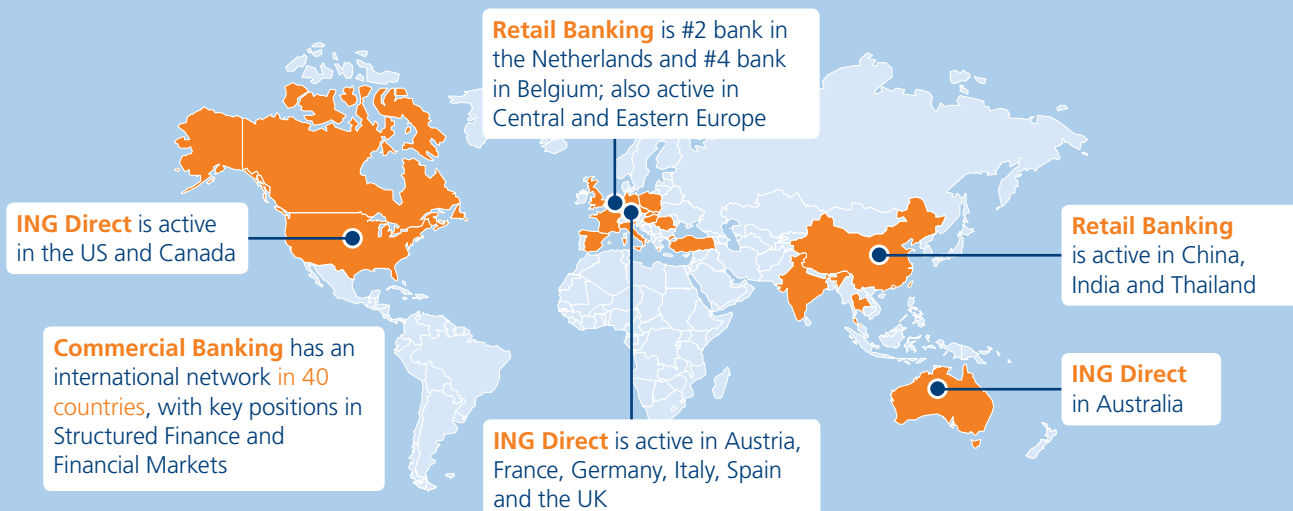 Retail Banking is #2 bank in
the Netherlands and #4 bank
in Belgium; also active in
Central and Eastern Europe
ING Direct is active
in the US and Canada
Retail Banking
is active in China,
India and Thailand
Commercial Banking has an
international network in 40
countries, with key positions in
Structured Finance and
Financial Markets
ING Direct
in Australia
ING Direct is active in Austria,
France, Germany, Italy, Spain
and the UK